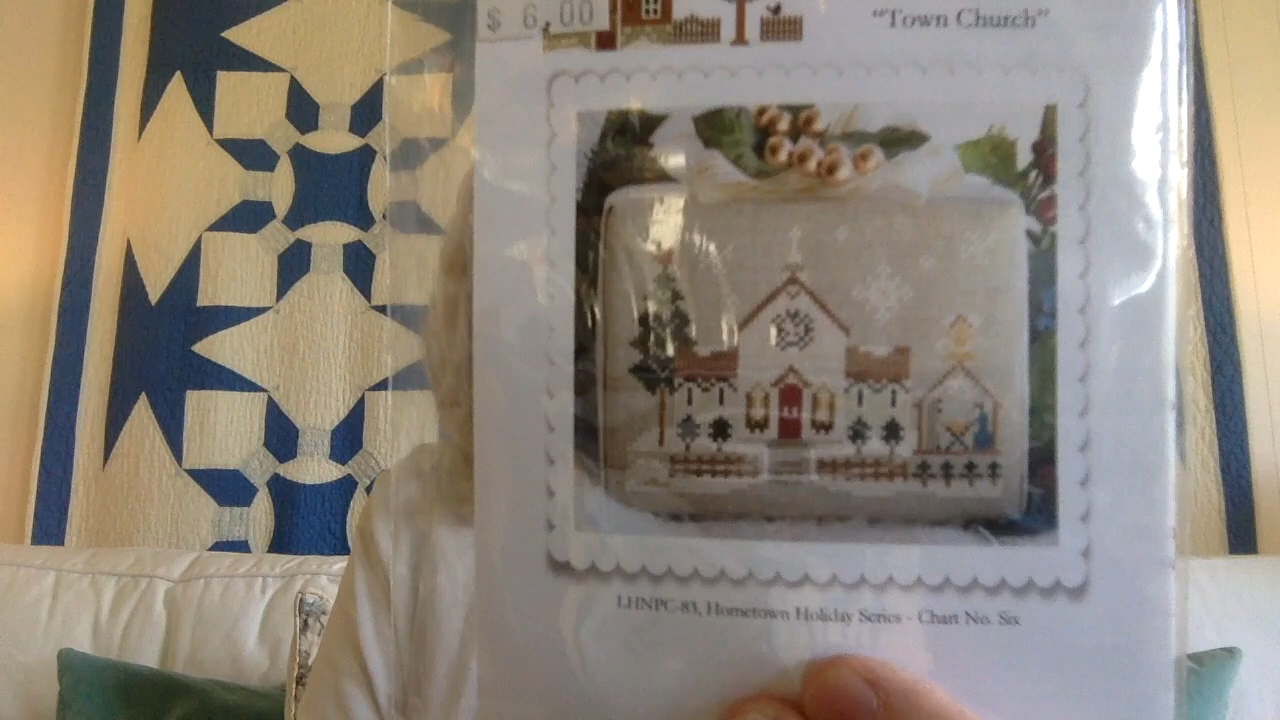 $ 6.00
"Town Church"
LHNPC-83, Hometown Holiday Series - Chart No. Six